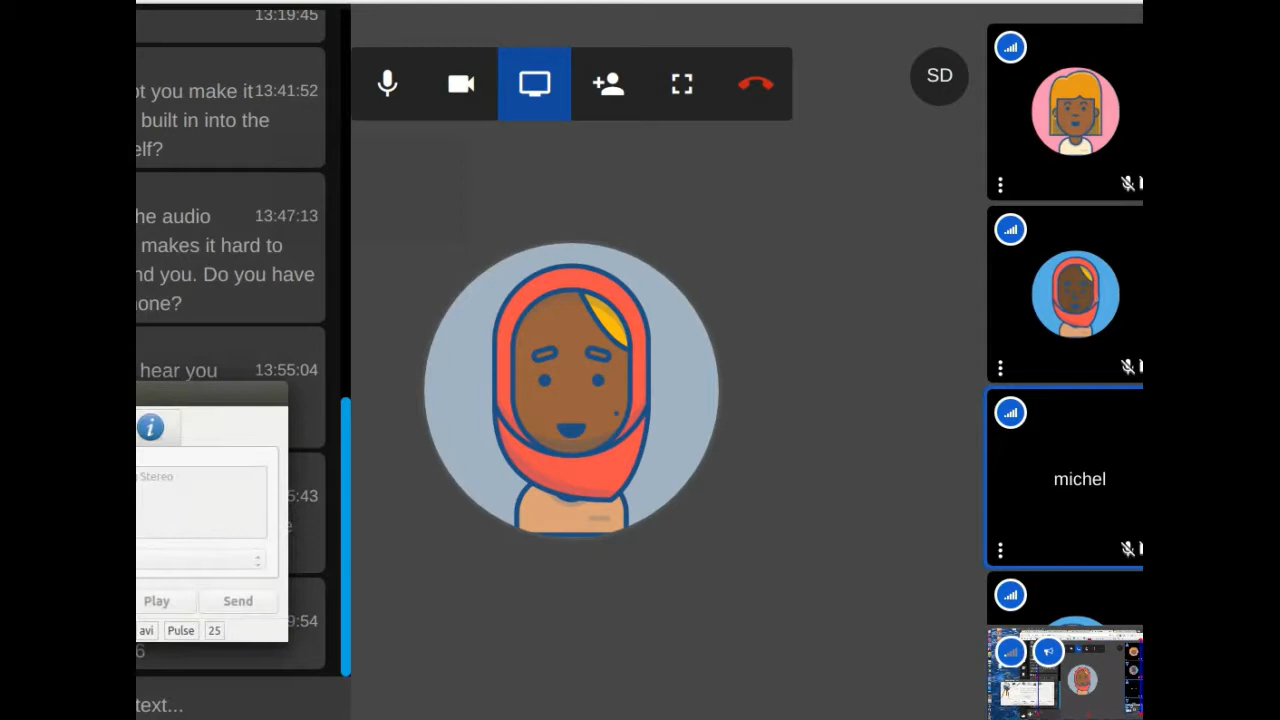 13:19:45
ot you make it 13:41:52
built in into the
elf?
he audio 13:47:13
makes it hard to
nd you. Do you have
one?
hear you 13:55:04
Stereo
5:43
Play Send
9:54
avi Pulse 25
6
text...
SD
michel